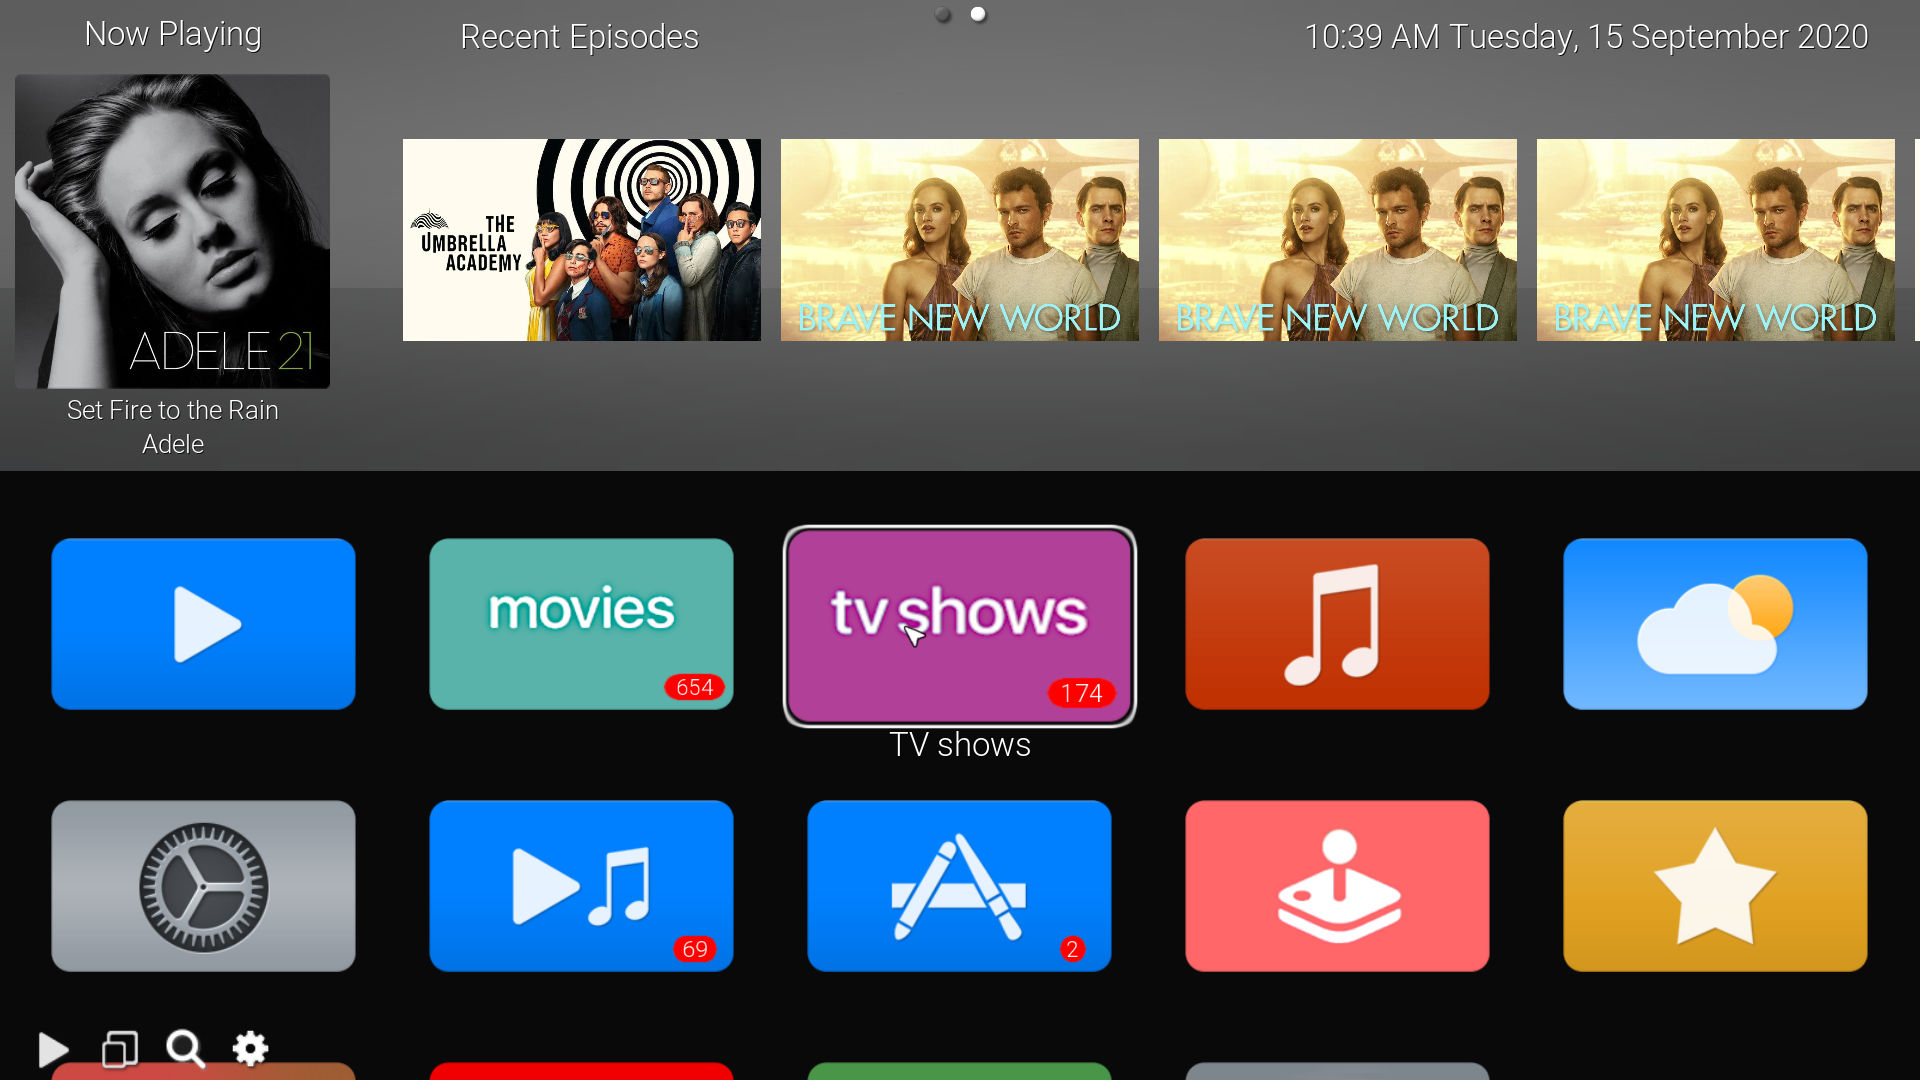 Now Playing
Recent Episodes
10:39 AM Tuesday, 15 September 2020
ADELE 21
Set Fire to the Rain
Adele
THE
UMBRELLA
ACADEMY
BRAVE NEW WORLD
BRAVE NEW WORLD
BRAVE NEW WORLD
movies
654
tv shows
174
TV shows
69
2